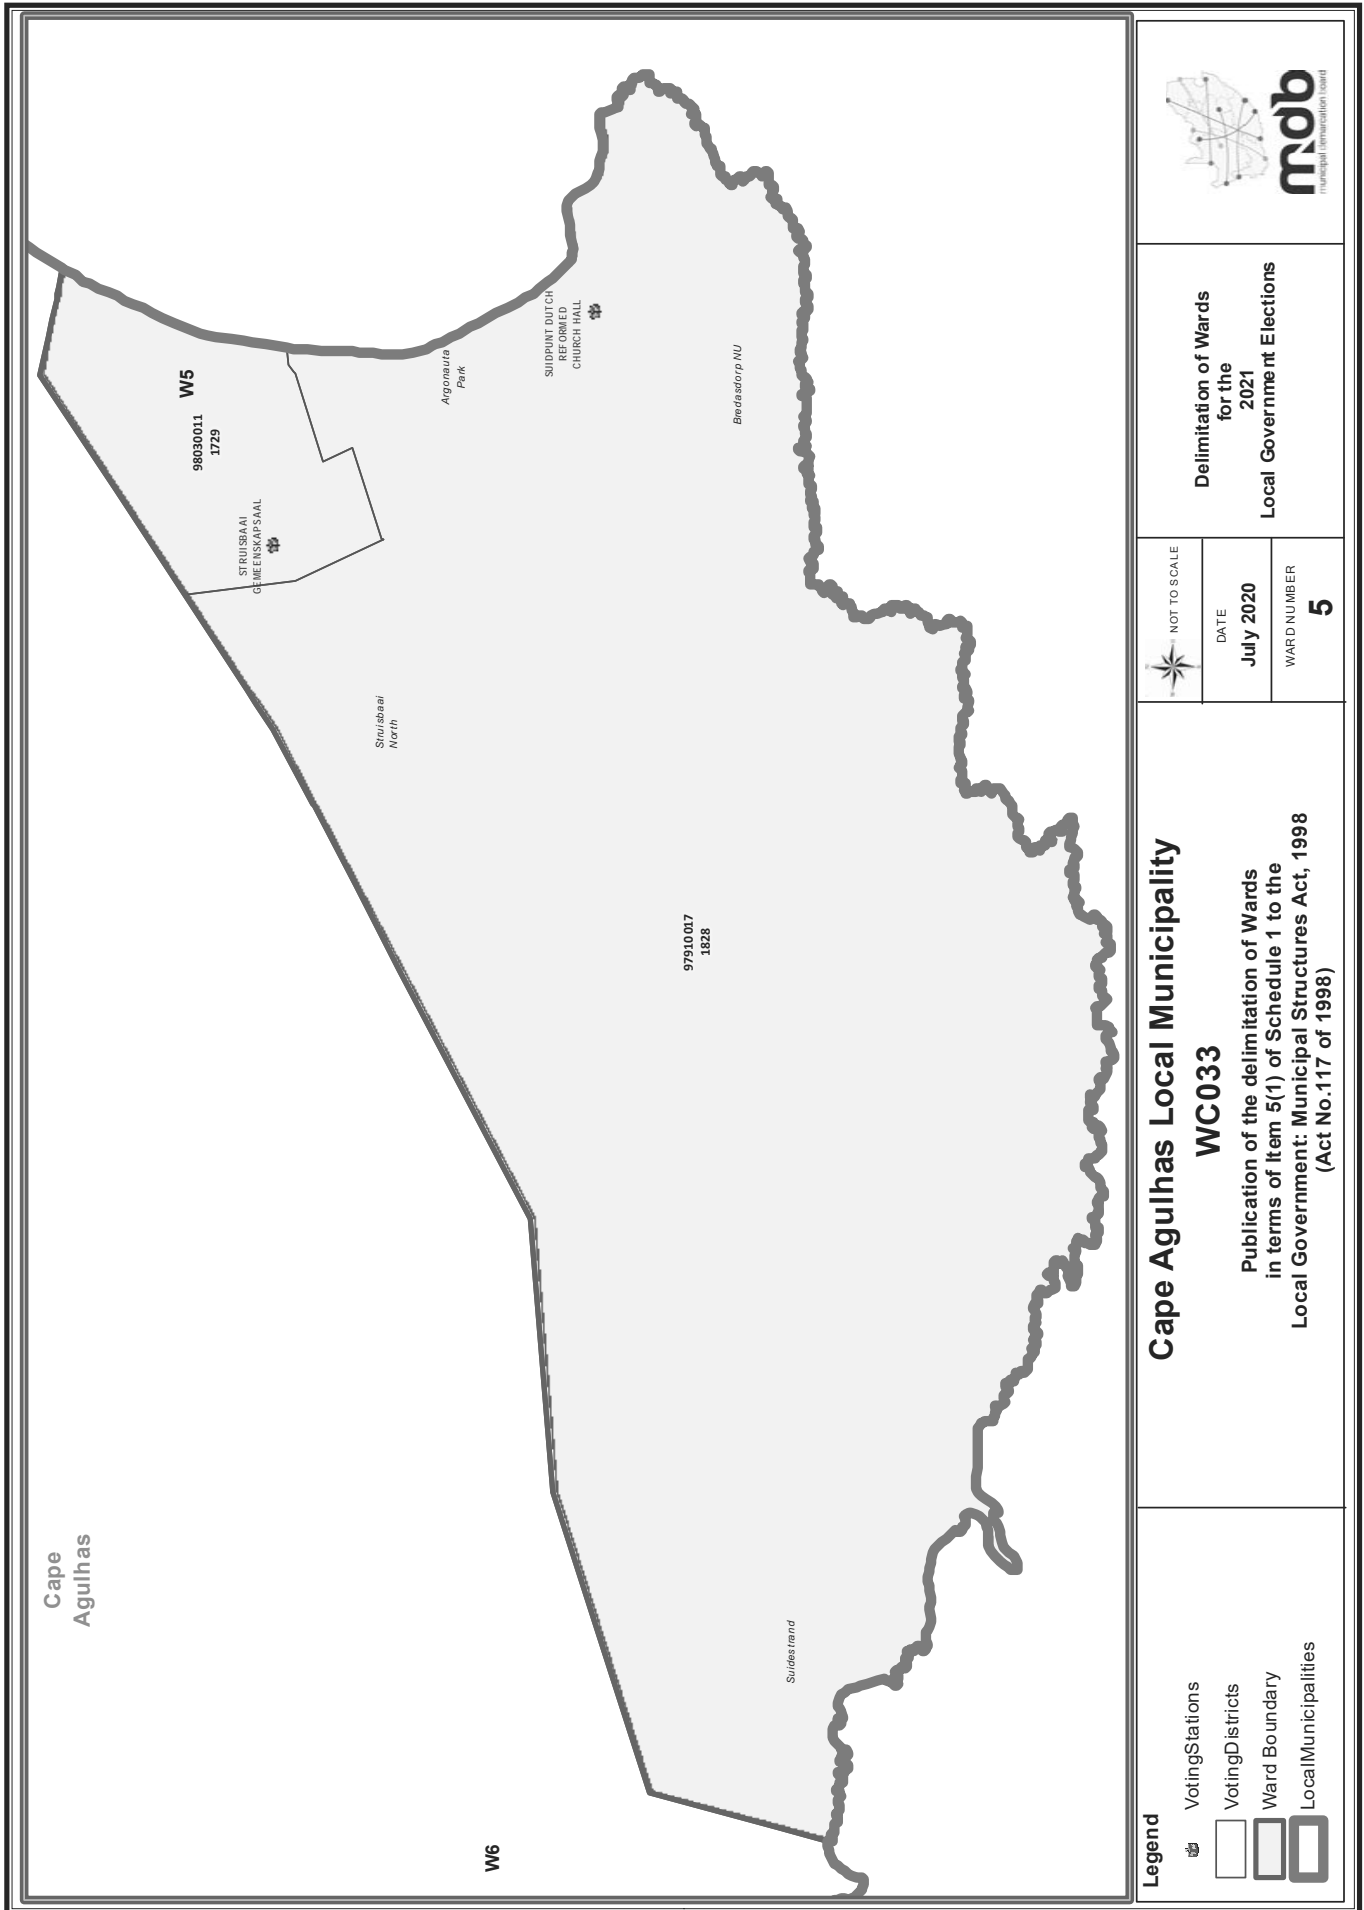 Cape
Agulhas
W5
98030011
1729
STRUISBAAI
GEMEENSKAPSAAL
Argonauta
Park
SUIDPUNT DUTCH
REFORMED
CHURCH HALL
Bredasdorp NU
Struisbaai
North
97910017
1828
Suidestrand
W6
Legend
VotingStations
VotingDistricts
Ward Boundary
LocalMunicipalities
Cape Agulhas Local Municipality
WC033
Publication of the delimitation of Wards
in terms of Item 5(1) of Schedule 1 to the
Local Government: Municipal Structures Act, 1998
(Act No.117 of 1998)
NOT TO SCALE
DATE
July 2020
WARD NUMBER
5
Delimitation of Wards
for the
2021
Local Government Elections
mdb
municipal demarcation board